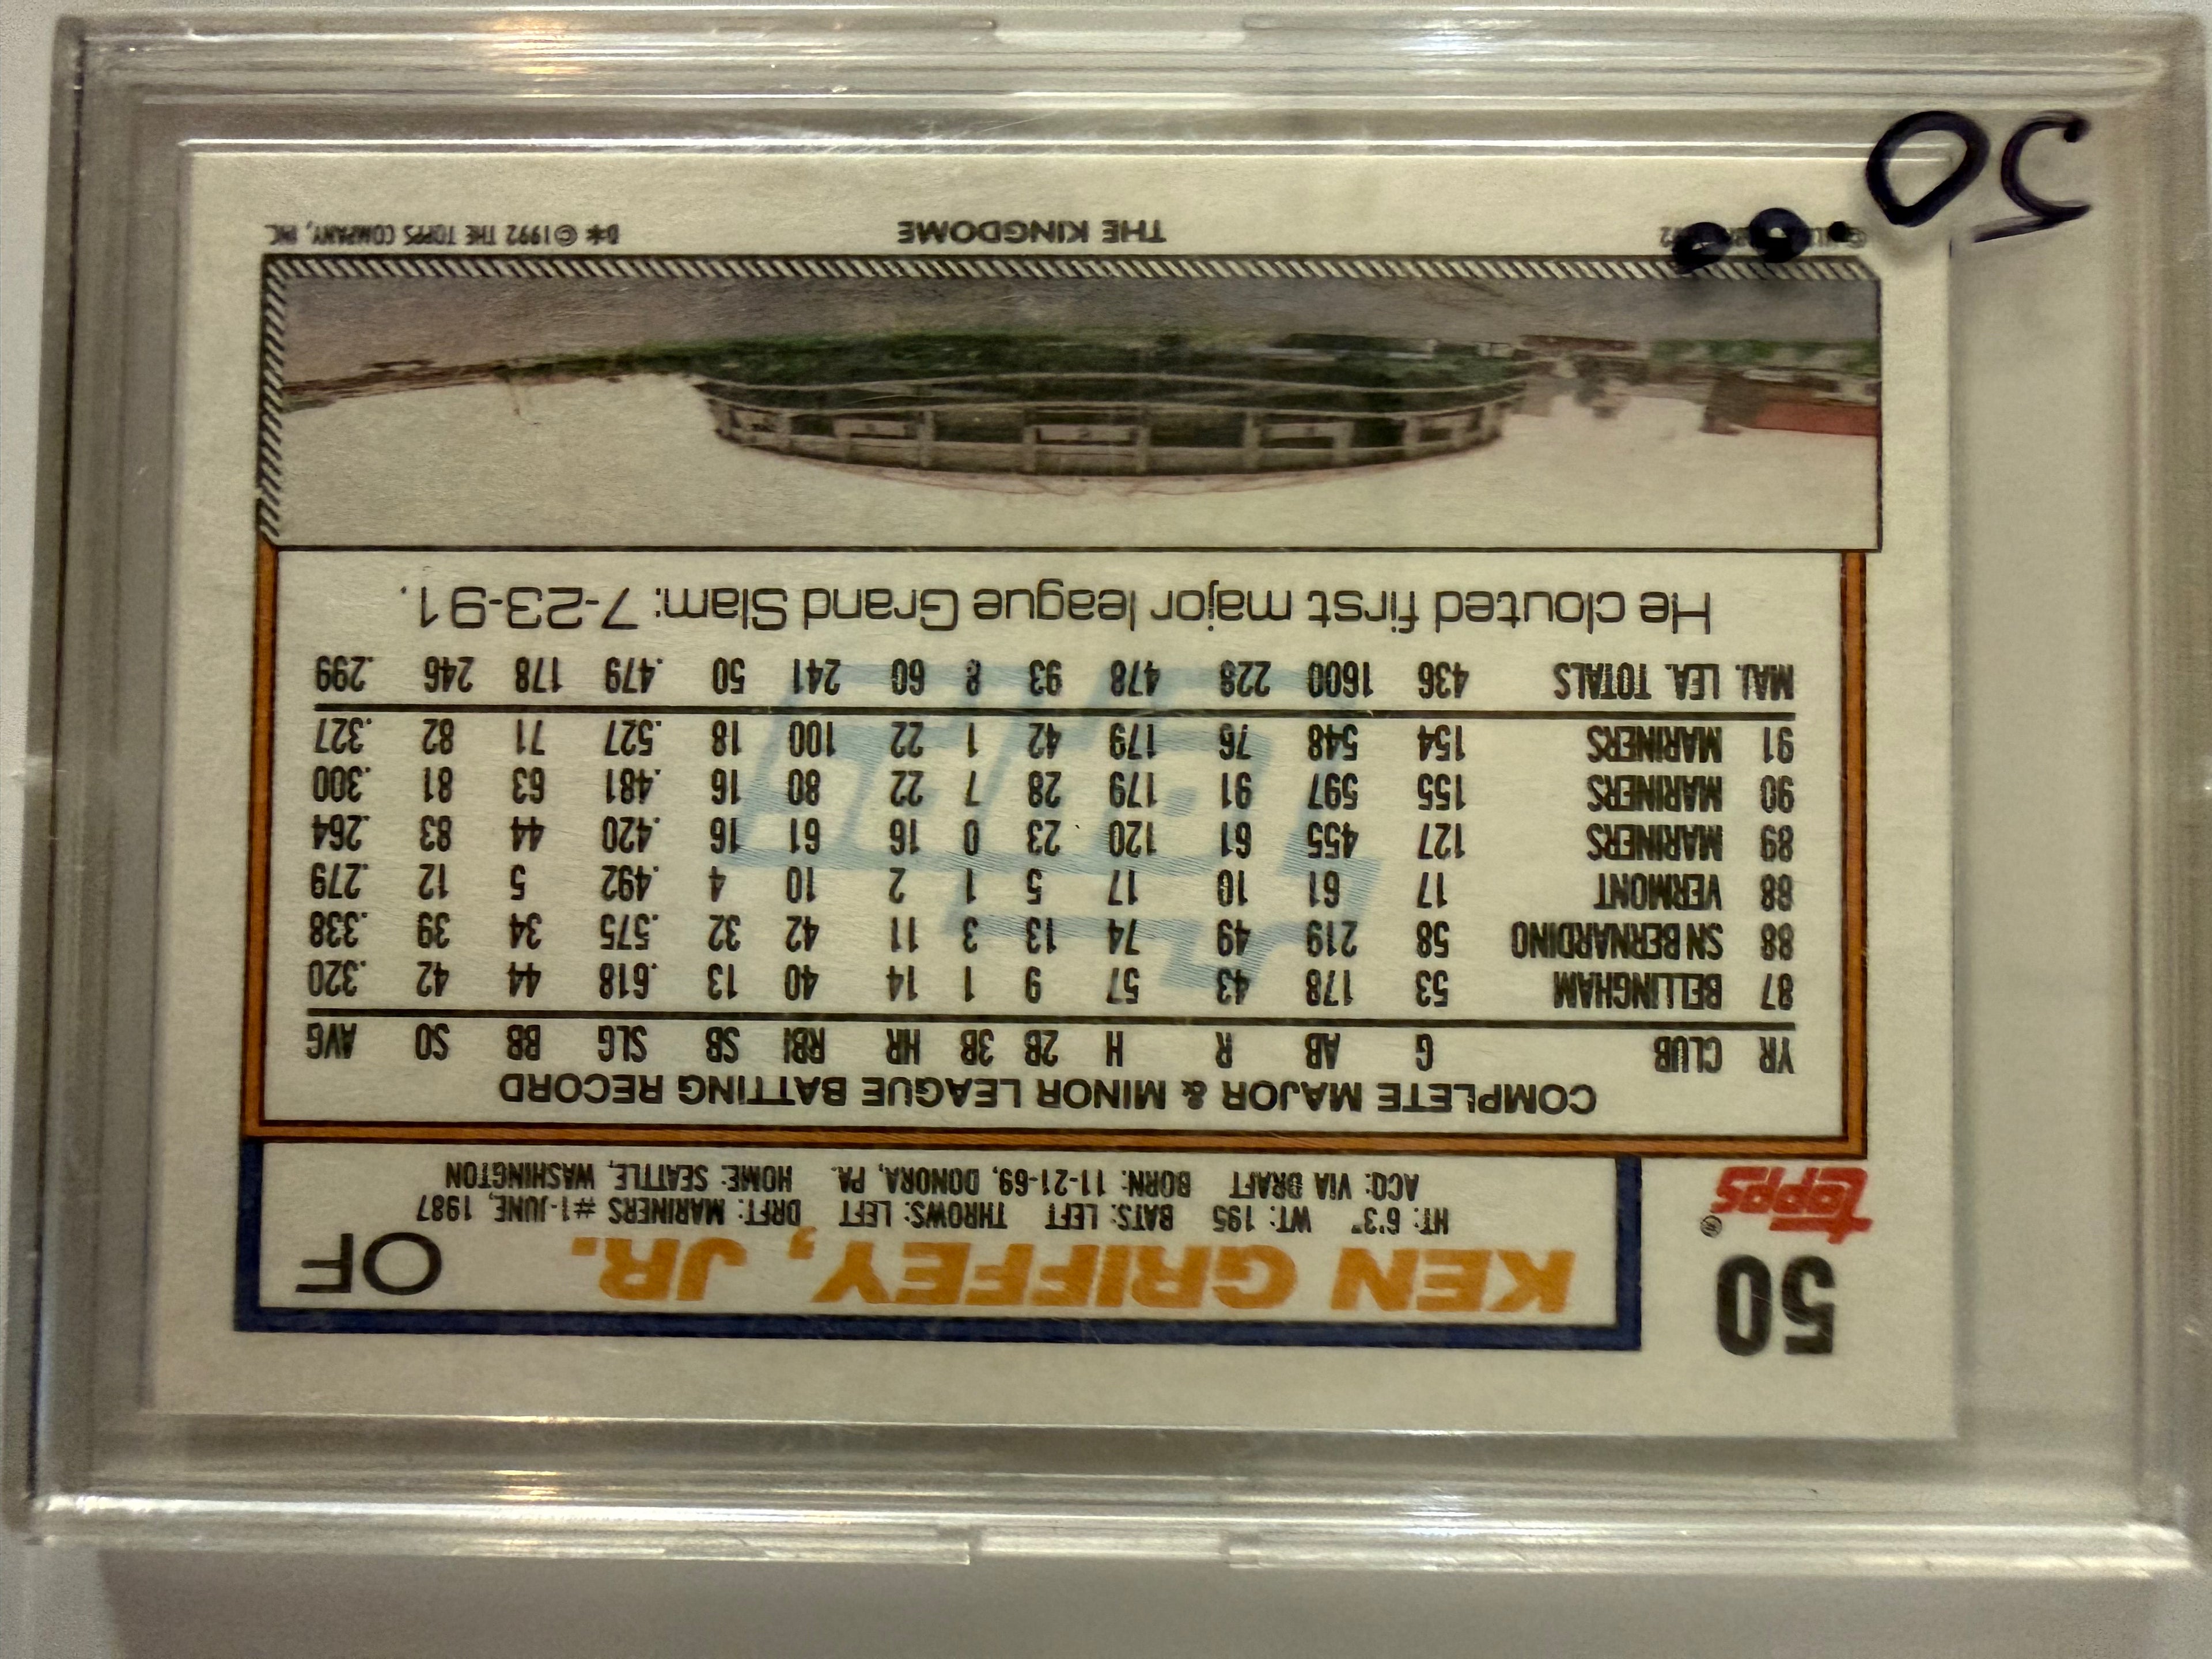 50
topps®
KEN GRIFFEY, JR. OF
HT: 6'3" WT: 195 BATS: LEFT THROWS: LEFT DRFT: MARINERS #1-JUNE, 1987
ACQ: VIA DRAFT BORN: 11-21-69, DONORA, PA. HOME: SEATTLE, WASHINGTON
COMPLETE MAJOR & MINOR LEAGUE BATTING RECORD
YR CLUB G AB R H 2B 3B HR RBI SB SLG BB SO AVG
87 BELLINGHAM 53 178 43 57 9 1 14 40 13 .618 44 42 .320
88 SN BERNARDINO 58 219 49 74 13 3 11 42 32 .575 34 39 .338
88 VERMONT 17 61 10 17 5 1 2 10 4 .492 5 12 .279
89 MARINERS 127 455 61 120 23 0 16 61 16 .420 44 83 .264
90 MARINERS 155 597 91 179 28 7 22 80 16 .481 63 81 .300
91 MARINERS 154 548 76 179 42 1 22 100 18 .527 71 82 .327
MAJ. LEA. TOTALS 436 1600 228 478 93 8 60 241 50 .479 178 246 .299
He clouted first major league Grand Slam: 7-23-91.
THE KINGDOME
©1992 THE TOPPS COMPANY, INC.
50.00